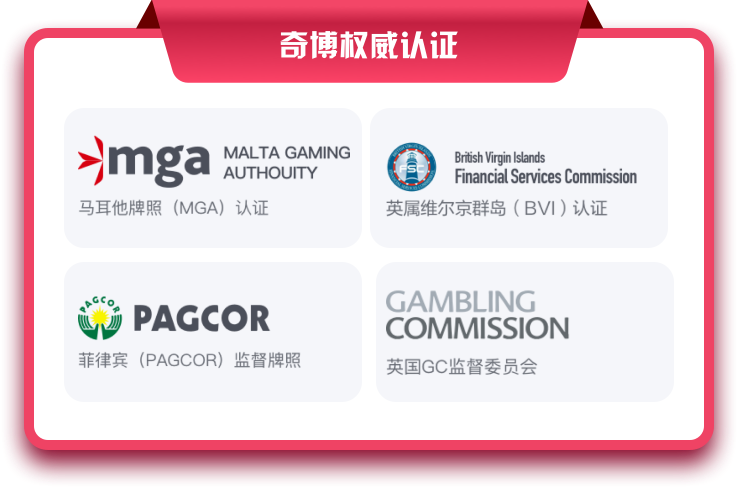 奇博权威认证
mga MALTA GAMING
AUTHOUITY
马耳他牌照（MGA）认证
FSC
British Virgin Islands
Financial Services Commission
英属维尔京群岛（BVI）认证
PAGCOR
PAGCOR
菲律宾（PAGCOR）监督牌照
GAMBLING
COMMISSION
英国GC监督委员会